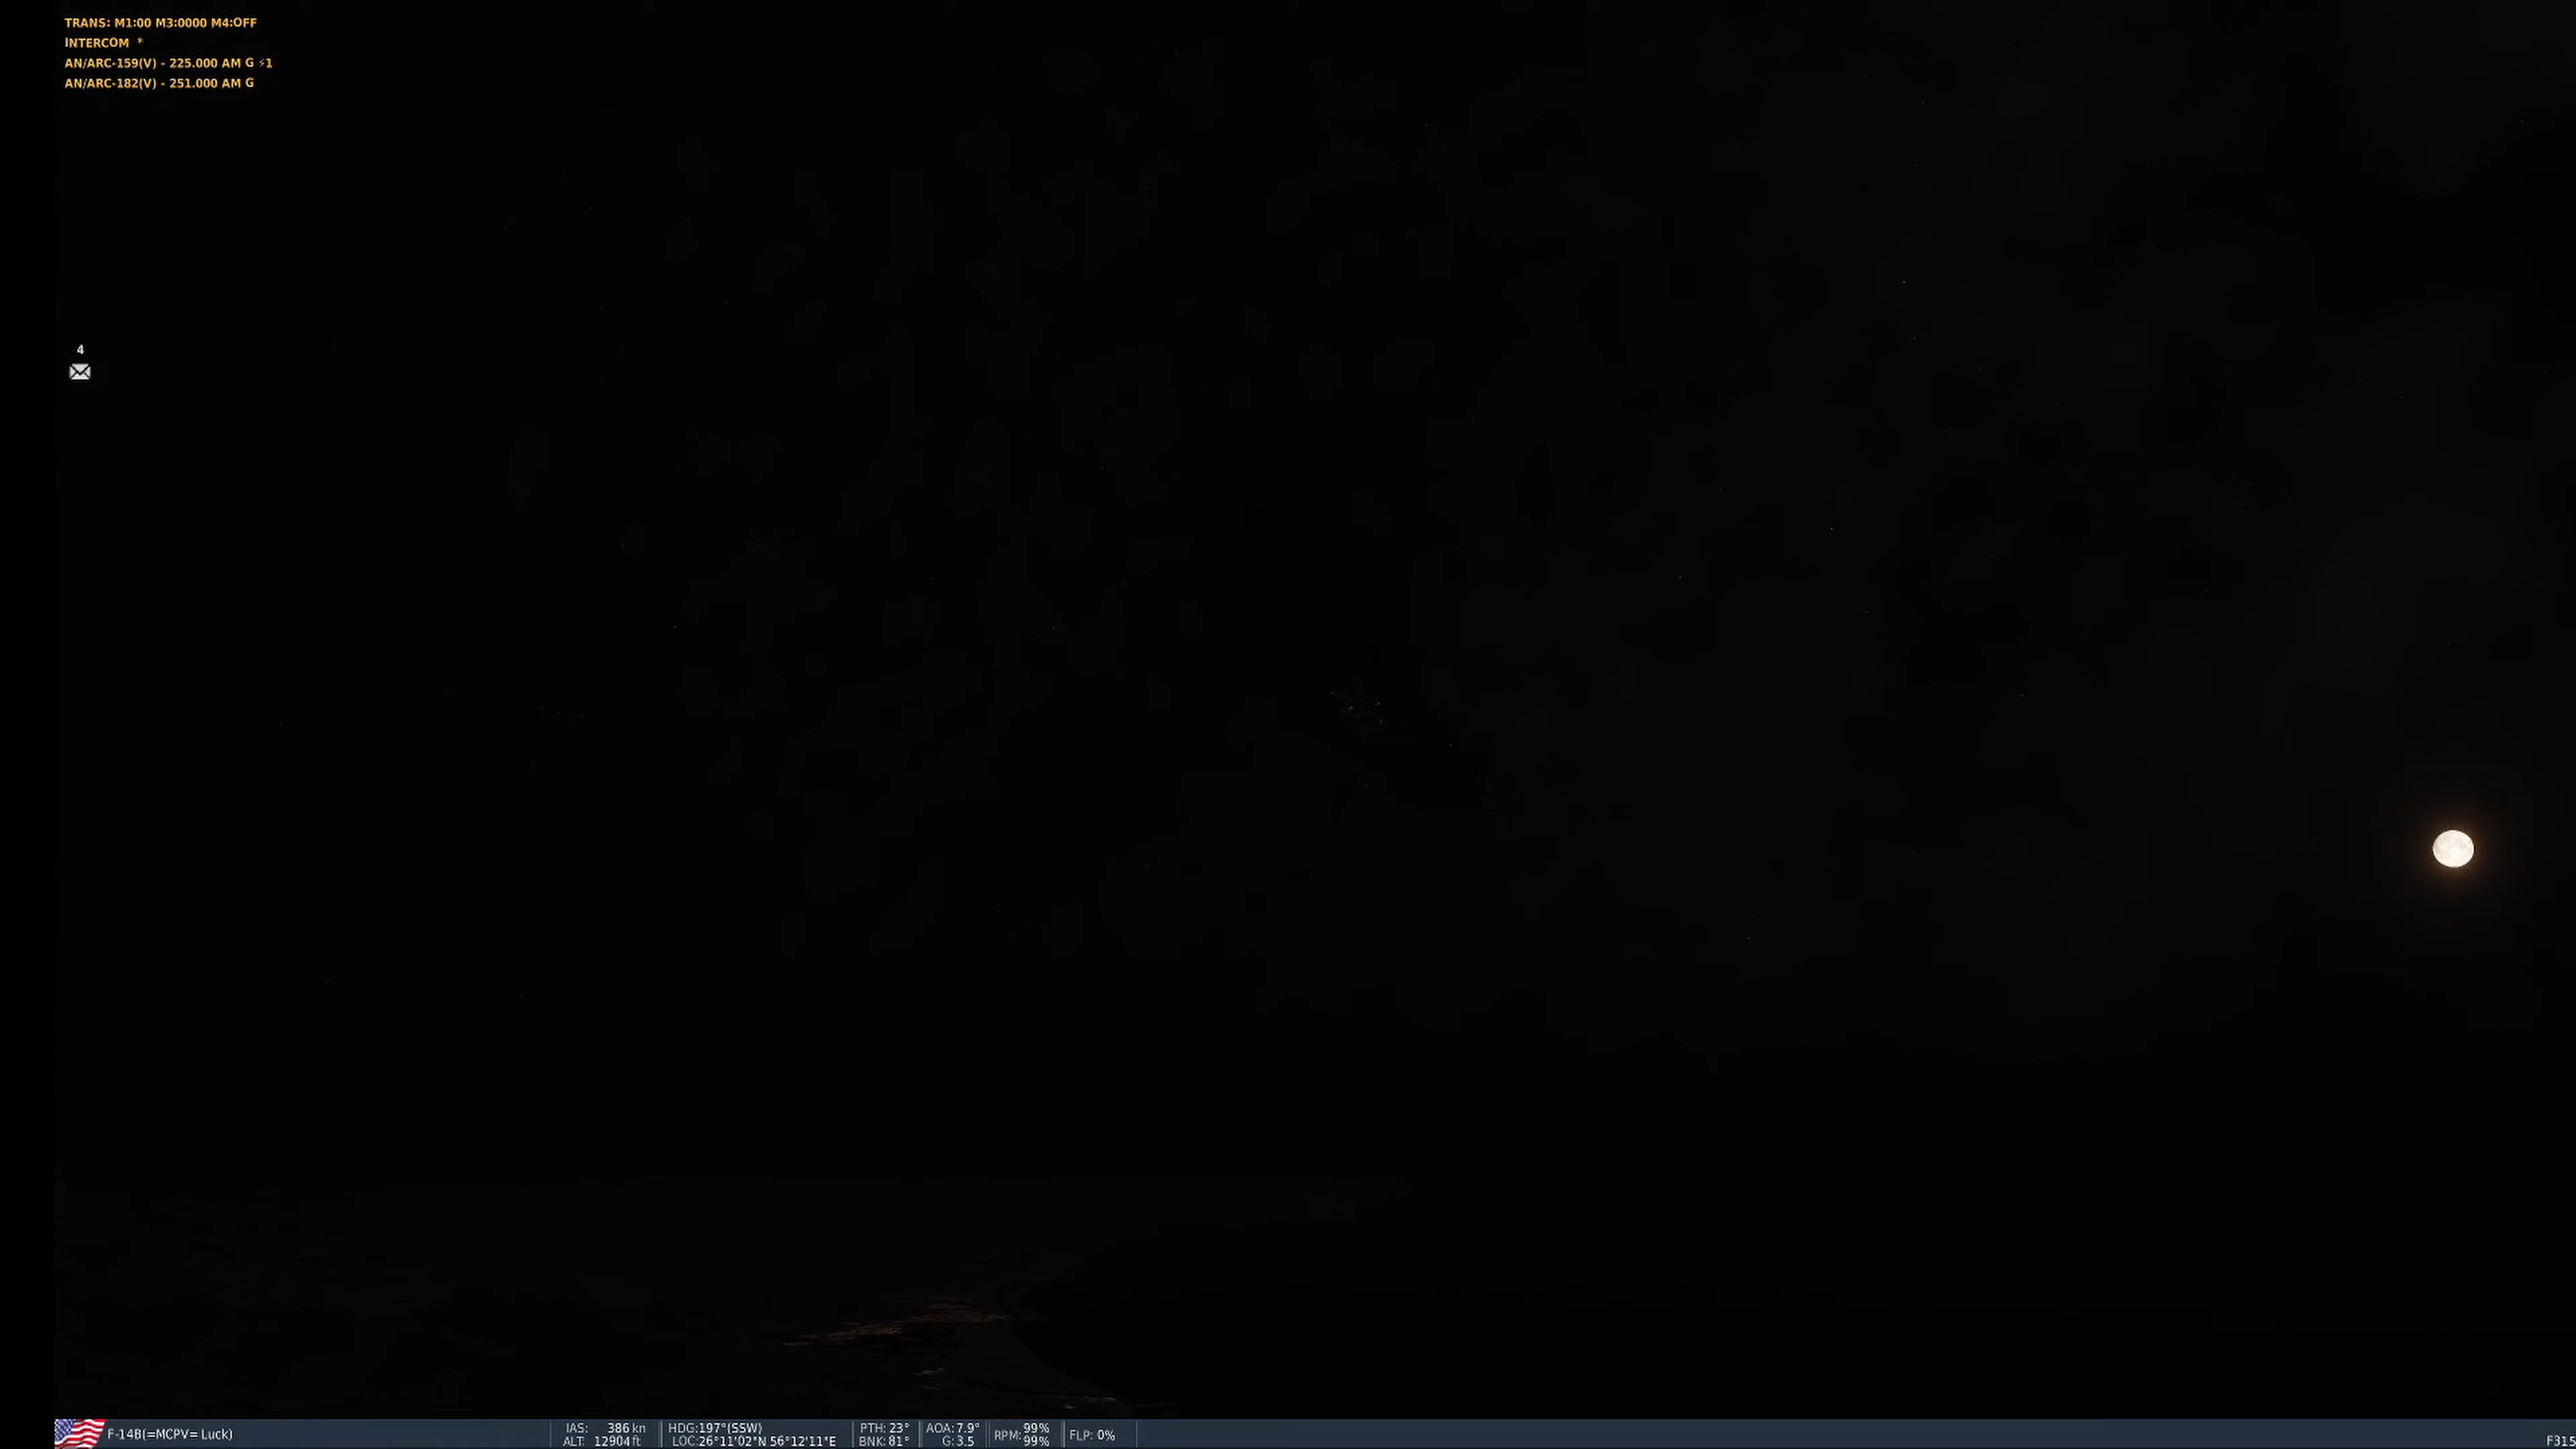 TRANS: M1:00 M3:0000 M4:OFF
INTERCOM *
AN/ARC-159(V) - 225.000 AM G ⚡1
AN/ARC-182(V) - 251.000 AM G
4
F-14B(=MCPV= Luck)
IAS: 386 kn
ALT: 12904 ft
HDG:197°(SSW)
LOC:26°11'02"N 56°12'11"E
PTH: 23°
BNK: 81°
AOA:7.9°
G:3.5
RPM:99%
99%
FLP: 0%
F315